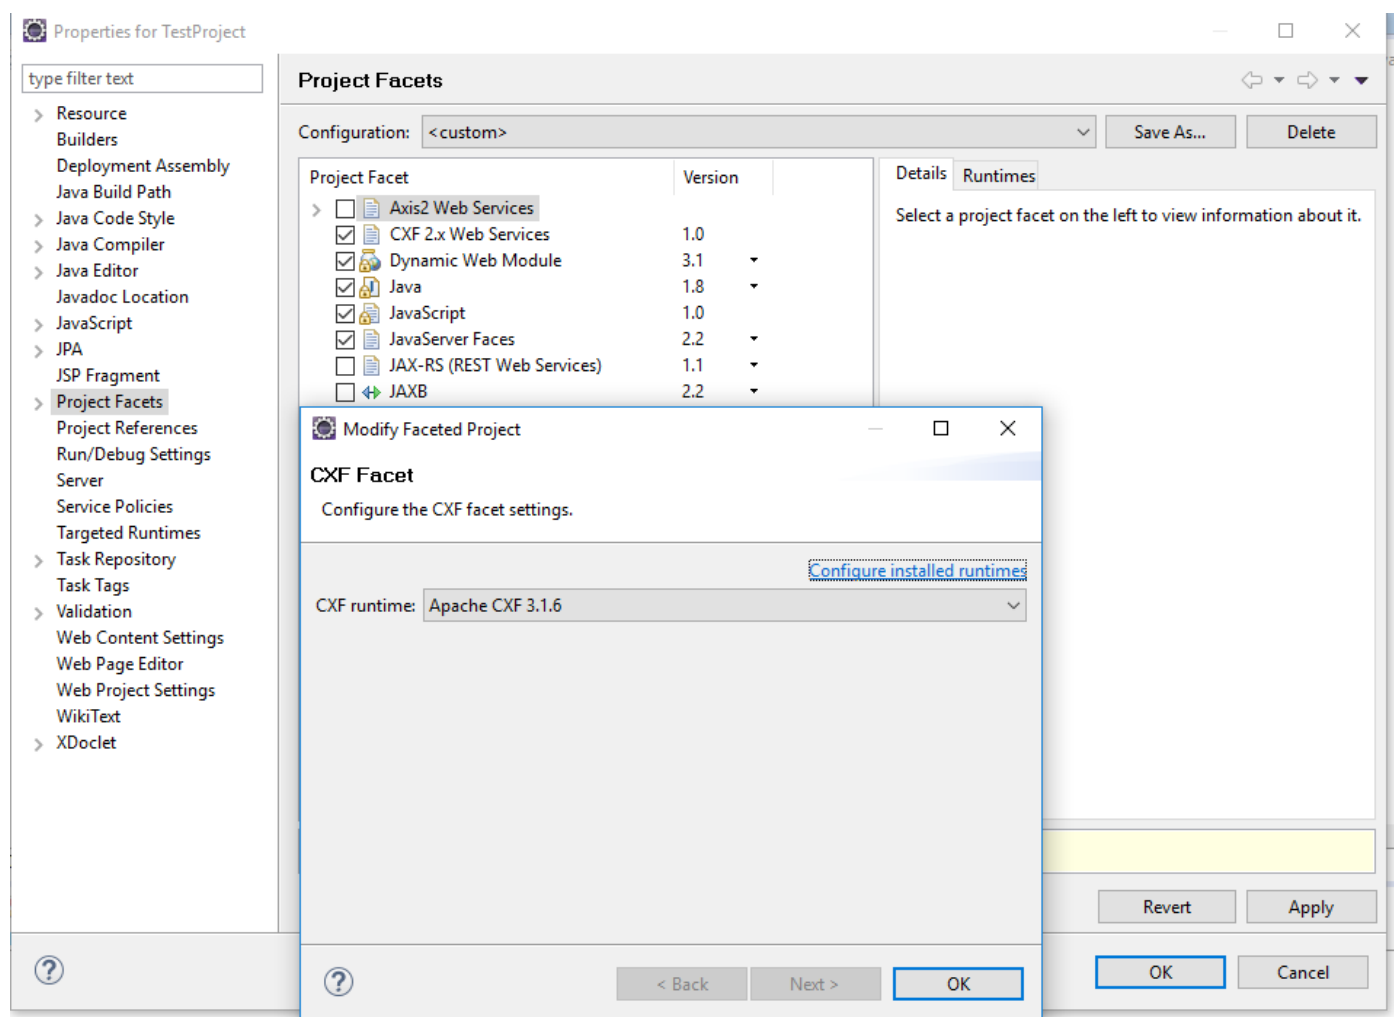 Properties for TestProject
type filter text
Resource
Builders
Deployment Assembly
Java Build Path
Java Code Style
Java Compiler
Java Editor
Javadoc Location
JavaScript
JPA
JSP Fragment
Project Facets
Project References
Run/Debug Settings
Server
Service Policies
Targeted Runtimes
Task Repository
Task Tags
Validation
Web Content Settings
Web Page Editor
Web Project Settings
WikiText
XDoclet
Project Facets
Configuration: <custom> Save As... Delete
Project Facet Version
Axis2 Web Services
CXF 2.x Web Services 1.0
Dynamic Web Module 3.1
Java 1.8
JavaScript 1.0
JavaServer Faces 2.2
JAX-RS (REST Web Services) 1.1
JAXB 2.2
Details Runtimes
Select a project facet on the left to view information about it.
Modify Faceted Project
CXF Facet
Configure the CXF facet settings.
Configure installed runtimes
CXF runtime: Apache CXF 3.1.6
< Back Next > OK
Revert Apply
OK Cancel